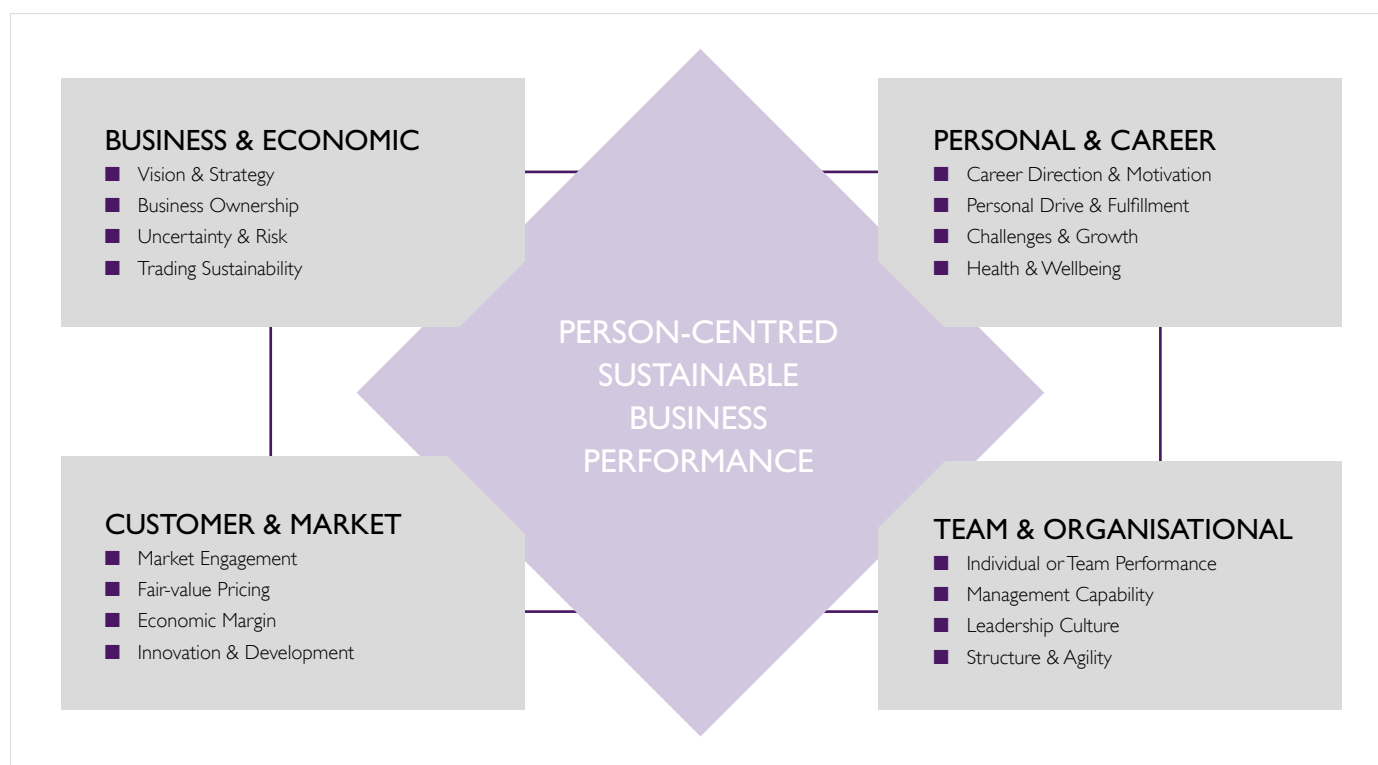 BUSINESS & ECONOMIC
Vision & Strategy
Business Ownership
Uncertainty & Risk
Trading Sustainability
PERSONAL & CAREER
Career Direction & Motivation
Personal Drive & Fulfillment
Challenges & Growth
Health & Wellbeing
PERSON-CENTRED
SUSTAINABLE
BUSINESS
PERFORMANCE
CUSTOMER & MARKET
Market Engagement
Fair-value Pricing
Economic Margin
Innovation & Development
TEAM & ORGANISATIONAL
Individual or Team Performance
Management Capability
Leadership Culture
Structure & Agility